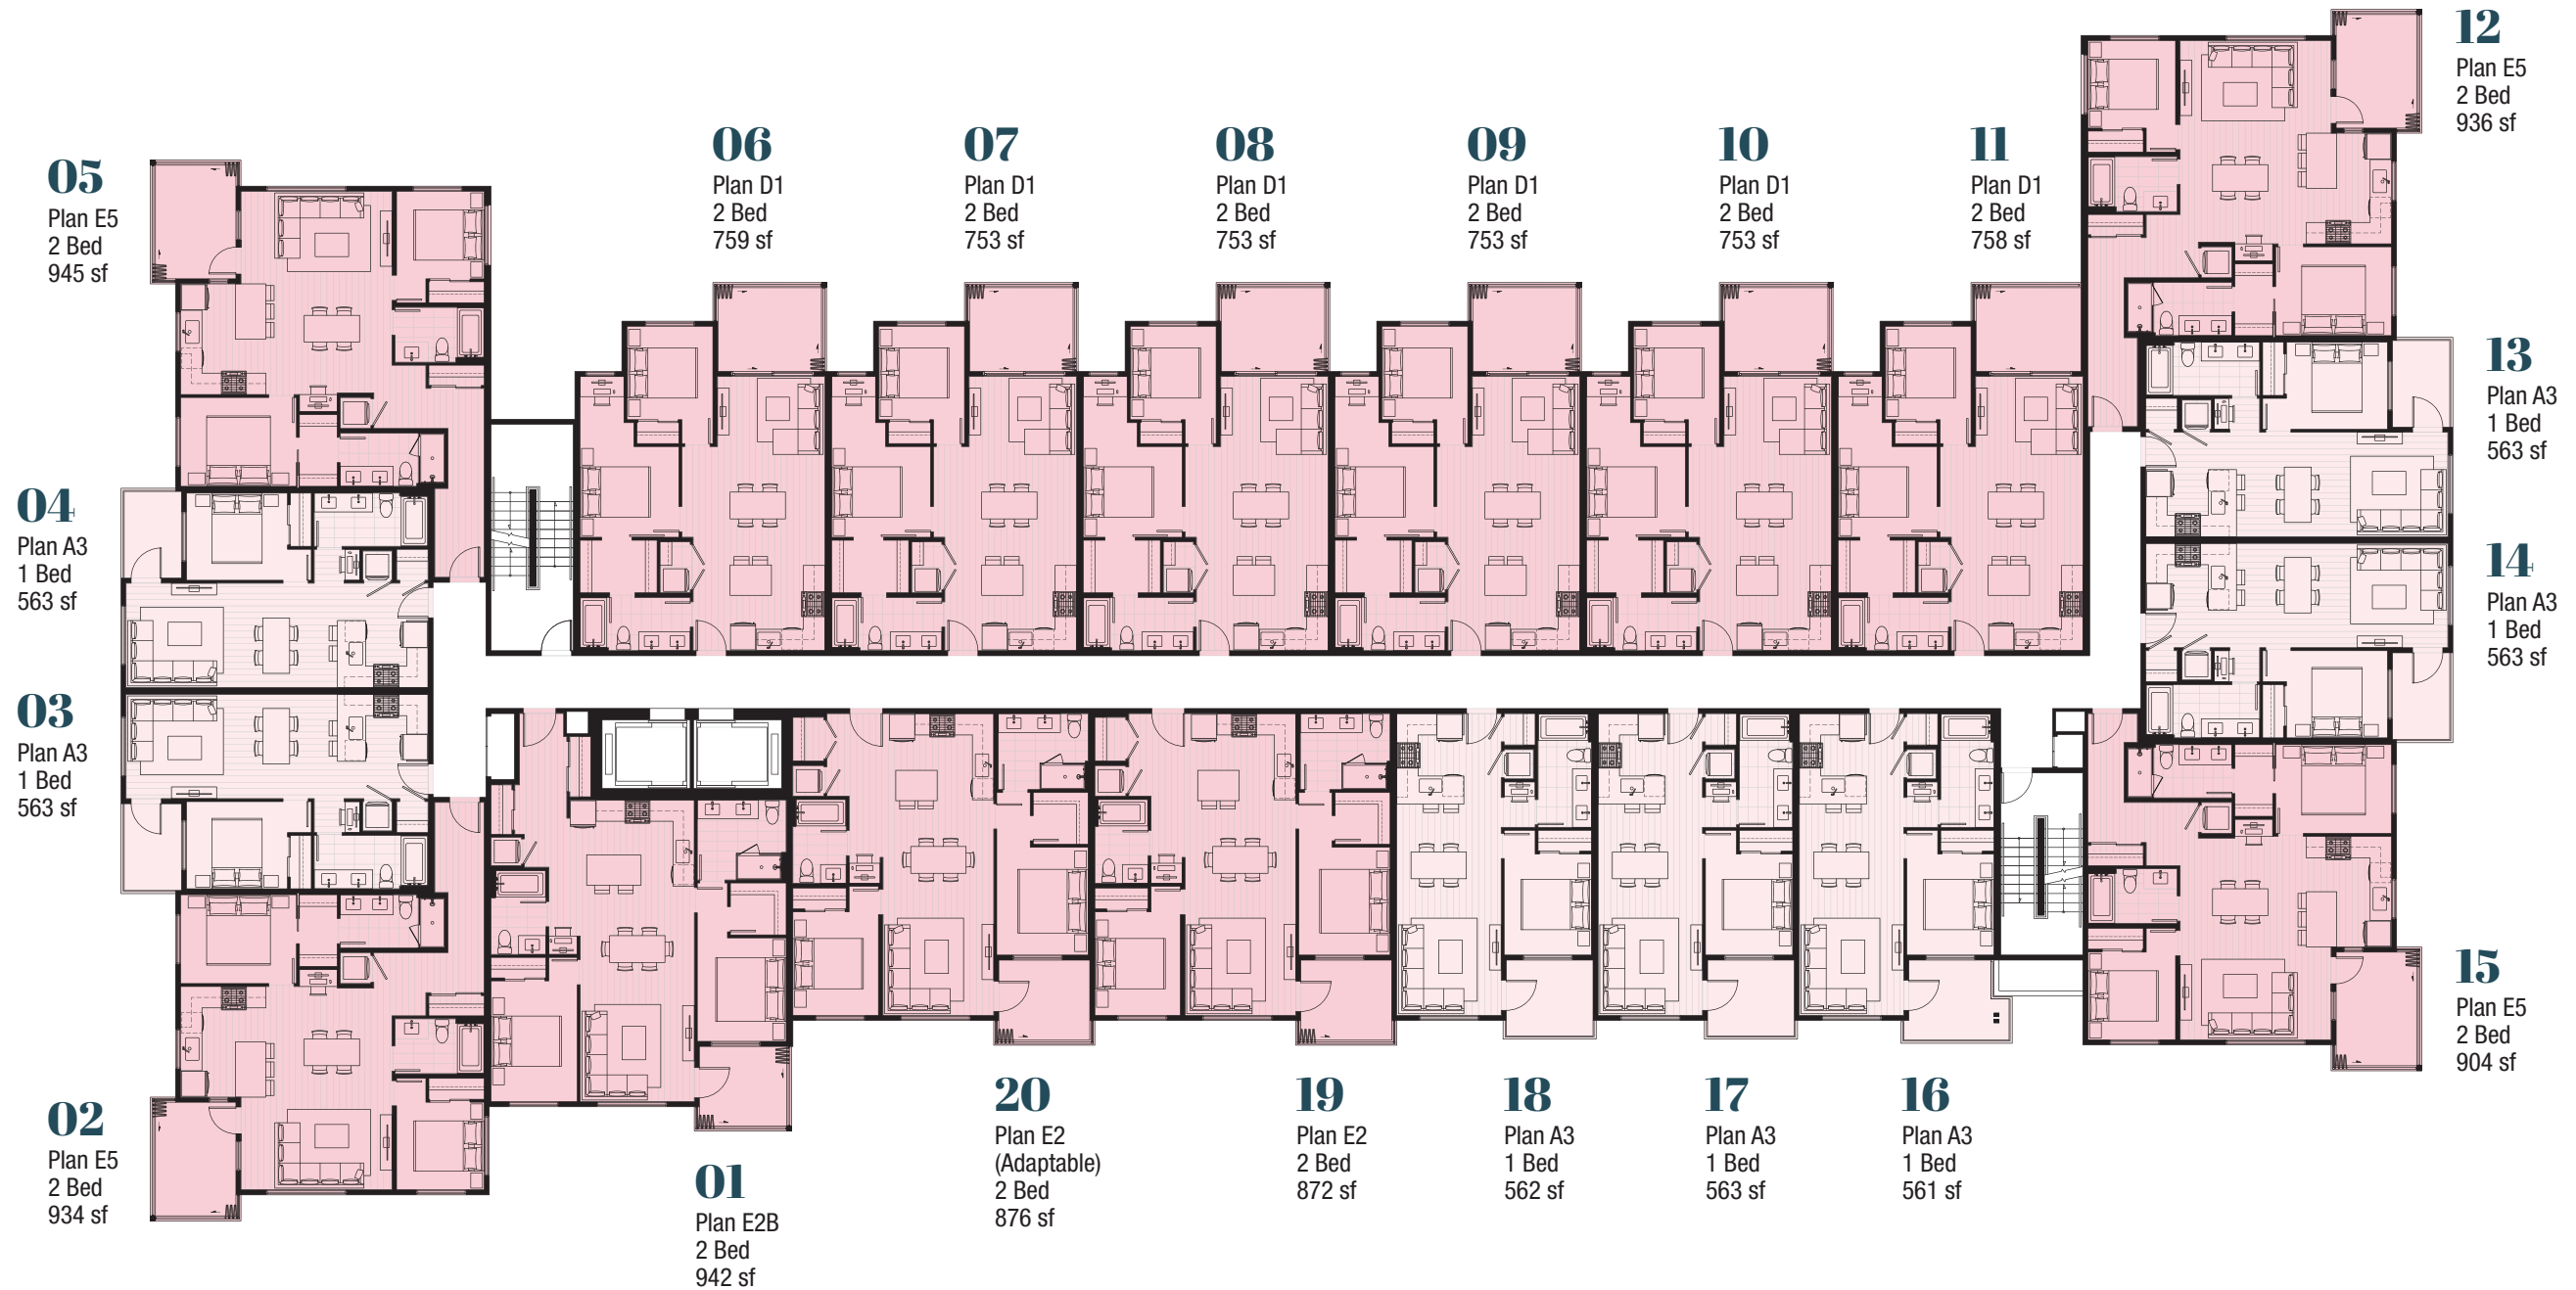 05
Plan E5
2 Bed
945 sf
04
Plan A3
1 Bed
563 sf
03
Plan A3
1 Bed
563 sf
02
Plan E5
2 Bed
934 sf
06
Plan D1
2 Bed
759 sf
07
Plan D1
2 Bed
753 sf
08
Plan D1
2 Bed
753 sf
09
Plan D1
2 Bed
753 sf
10
Plan D1
2 Bed
753 sf
11
Plan D1
2 Bed
758 sf
12
Plan E5
2 Bed
936 sf
13
Plan A3
1 Bed
563 sf
14
Plan A3
1 Bed
563 sf
15
Plan E5
2 Bed
904 sf
01
Plan E2B
2 Bed
942 sf
20
Plan E2
(Adaptable)
2 Bed
876 sf
19
Plan E2
2 Bed
872 sf
18
Plan A3
1 Bed
562 sf
17
Plan A3
1 Bed
563 sf
16
Plan A3
1 Bed
561 sf